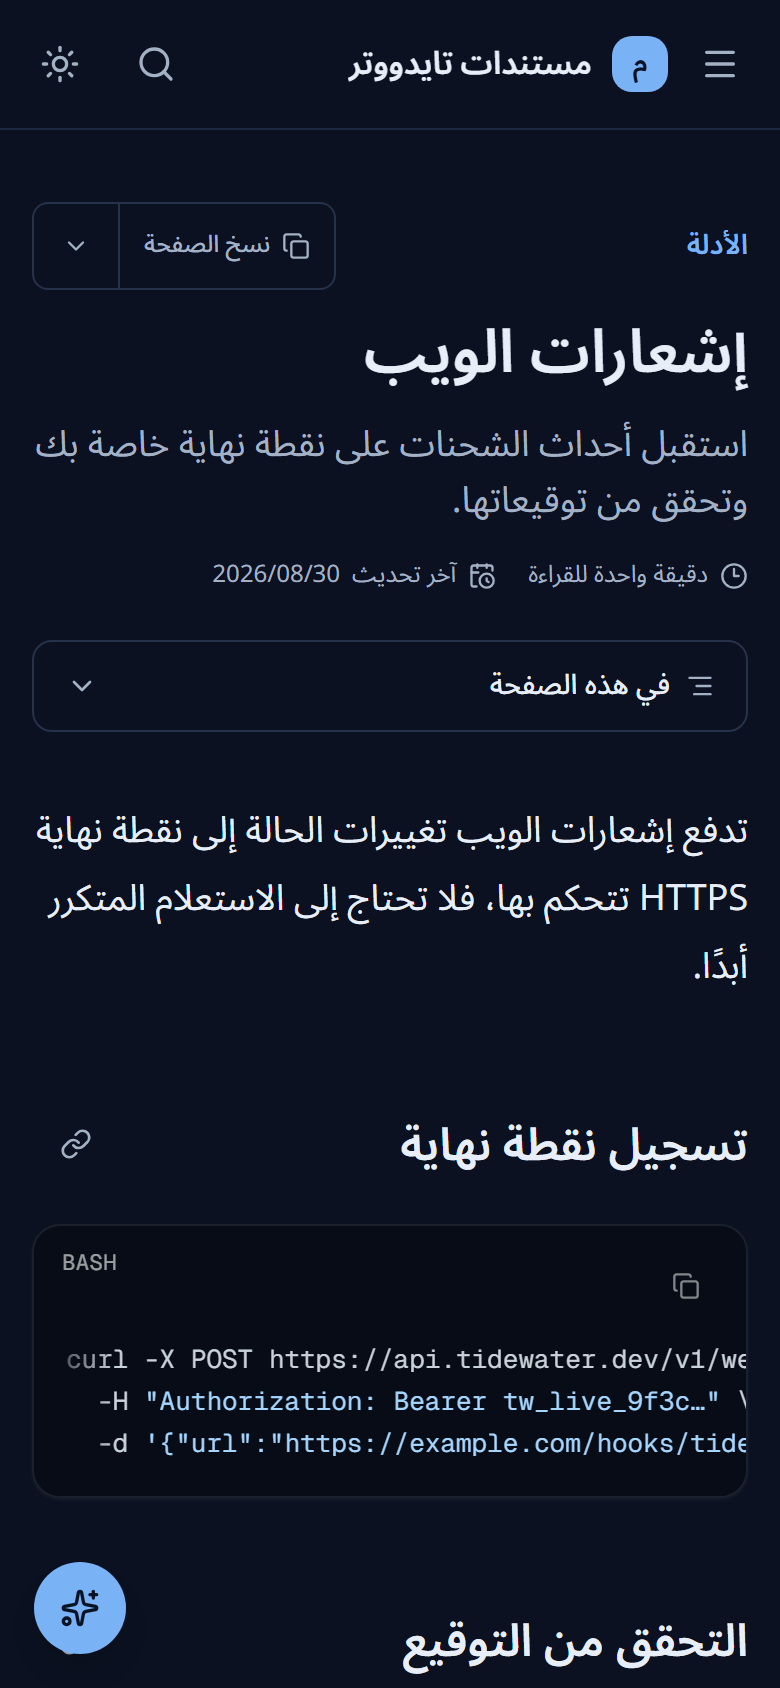 م
مستندات تايدووتر
الأدلة
نسخ الصفحة
إشعارات الويب
استقبل أحداث الشحنات على نقطة نهاية خاصة بك
وتحقق من توقيعاتها.
دقيقة واحدة للقراءة
آخر تحديث 2026/08/30
في هذه الصفحة
تدفع إشعارات الويب تغييرات الحالة إلى نقطة نهاية
HTTPS تتحكم بها، فلا تحتاج إلى الاستعلام المتكرر
أبدًا.
تسجيل نقطة نهاية
BASH
curl -X POST https://api.tidewater.dev/v1/we
-H "Authorization: Bearer tw_live_9f3c…" \
-d '{"url":"https://example.com/hooks/tide
التحقق من التوقيع